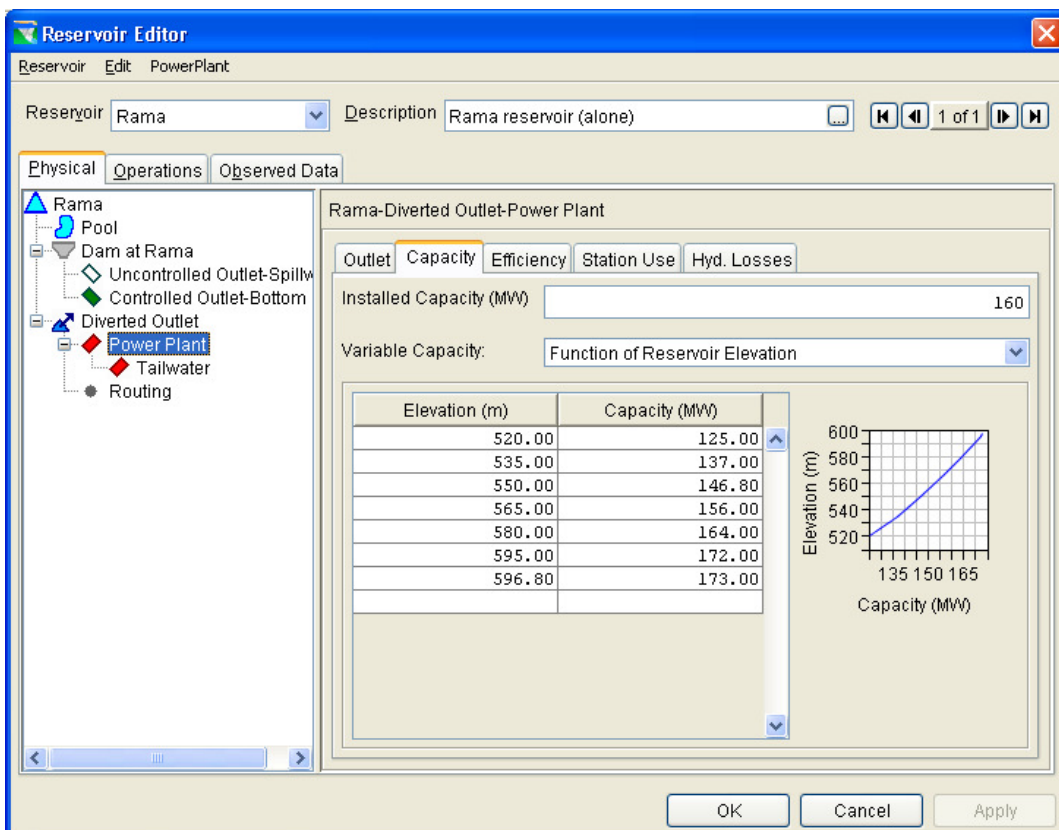 Reservoir Editor
Reservoir Edit PowerPlant
Reservoir Rama Description Rama reservoir (alone) ... 1 of 1
Physical Operations Observed Data
Rama
Pool
Dam at Rama
Uncontrolled Outlet-Spillw
Controlled Outlet-Bottom
Diverted Outlet
Power Plant
Tailwater
Routing
Rama-Diverted Outlet-Power Plant
Outlet Capacity Efficiency Station Use Hyd. Losses
Installed Capacity (MW) 160
Variable Capacity: Function of Reservoir Elevation
Elevation (m) Capacity (MW)
520.00 125.00
535.00 137.00
550.00 146.80
565.00 156.00
580.00 164.00
595.00 172.00
596.80 173.00
Elevation (m)
600
580
560
540
520
135 150 165
Capacity (MW)
OK Cancel Apply